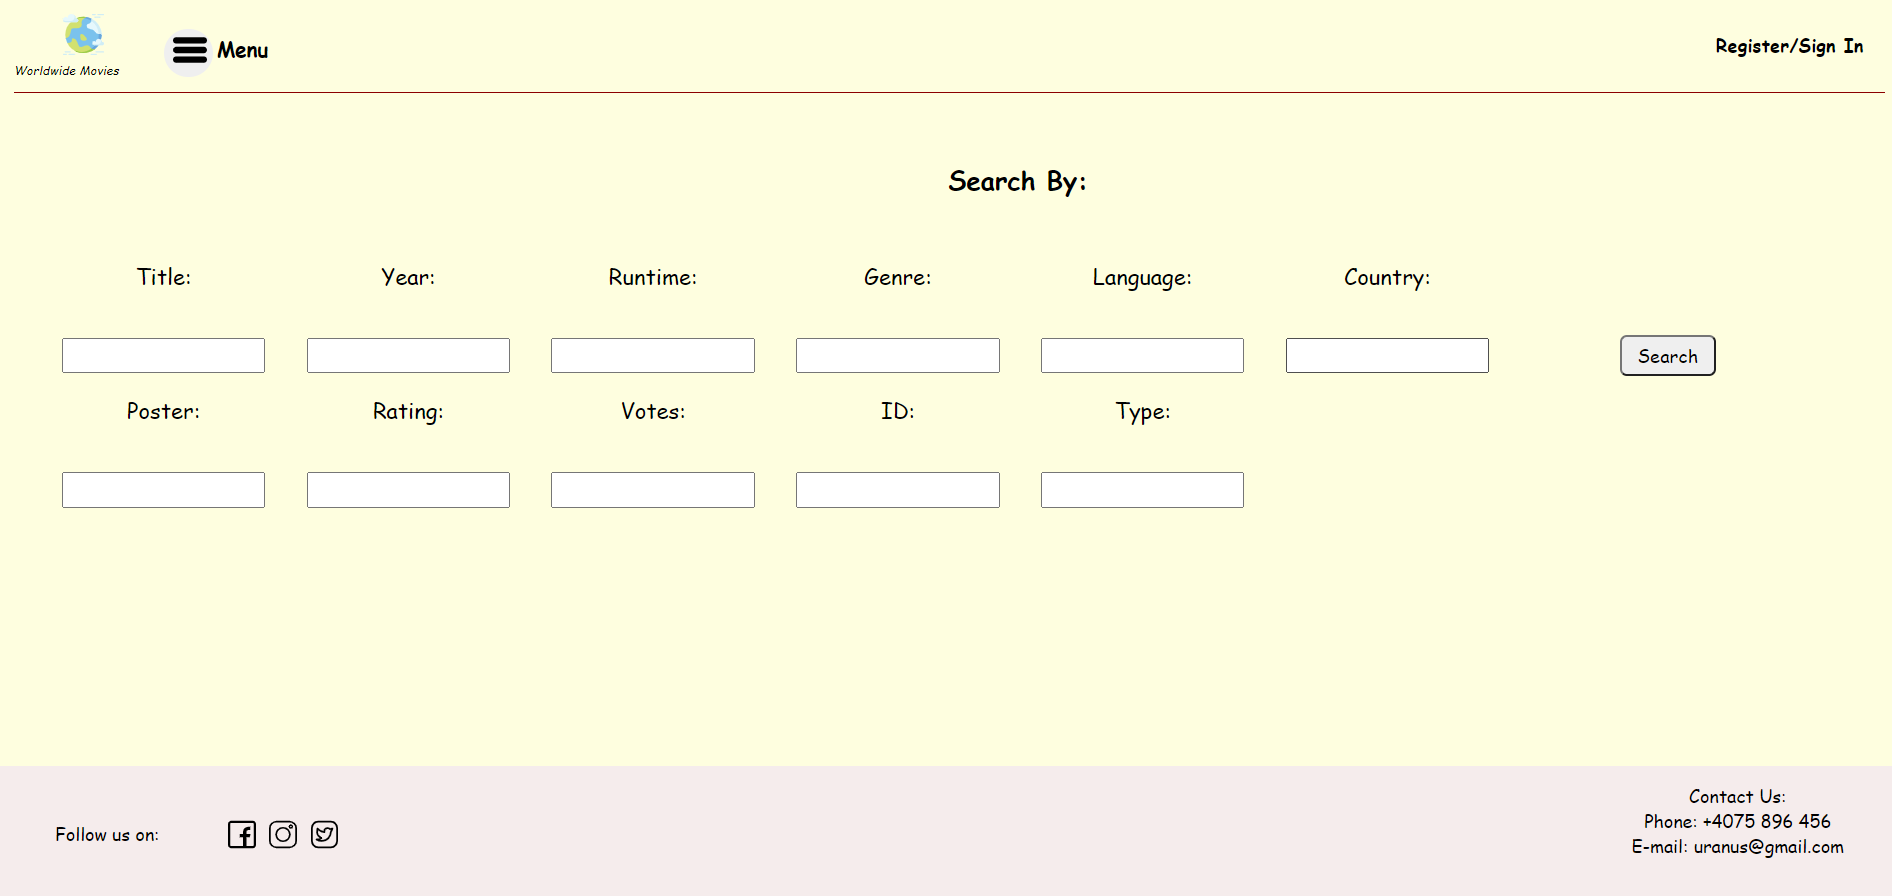 Worldwide Movies
Menu
Register/Sign In
Search By:
Title: Year: Runtime: Genre: Language: Country:
Search
Poster: Rating: Votes: ID: Type:
Follow us on:
Contact Us:
Phone: +4075 896 456
E-mail: uranus@gmail.com